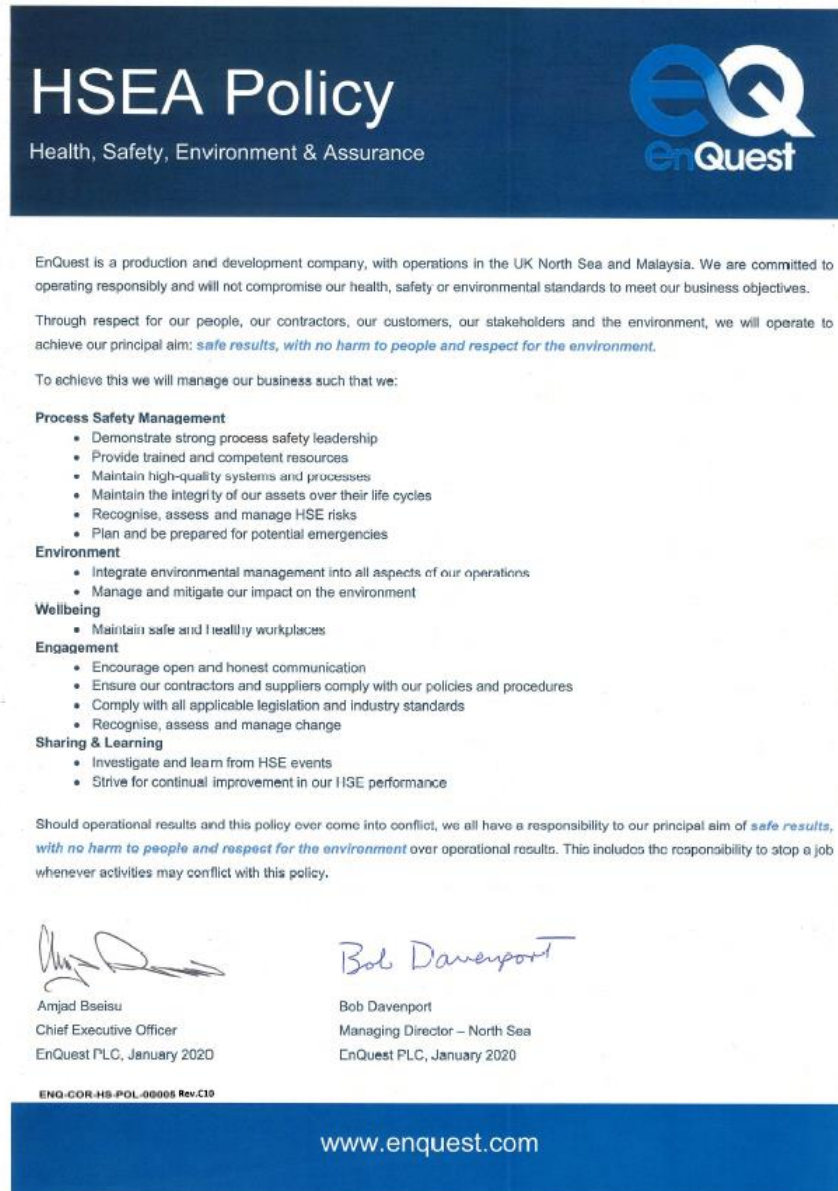 HSEA Policy
Health, Safety, Environment & Assurance
eQ
EnQuest
EnQuest is a production and development company, with operations in the UK North Sea and Malaysia. We are committed to
operating responsibly and will not compromise our health, safety or environmental standards to meet our business objectives.
Through respect for our people, our contractors, our customers, our stakeholders and the environment, we will operate to
achieve our principal aim: safe results, with no harm to people and respect for the environment.
To achieve this we will manage our business such that we:
Process Safety Management
• Demonstrate strong process safety leadership
• Provide trained and competent resources
• Maintain high-quality systems and processes
• Maintain the integrity of our assets over their life cycles
• Recognise, assess and manage HSE risks
• Plan and be prepared for potential emergencies
Environment
• Integrate environmental management into all aspects of our operations
• Manage and mitigate our impact on the environment
Wellbeing
• Maintain safe and healthy workplaces
Engagement
• Encourage open and honest communication
• Ensure our contractors and suppliers comply with our policies and procedures
• Comply with all applicable legislation and industry standards
• Recognise, assess and manage change
Sharing & Learning
• Investigate and learn from HSE events
• Strive for continual improvement in our HSE performance
Should operational results and this policy ever come into conflict, we all have a responsibility to our principal aim of safe results,
with no harm to people and respect for the environment over operational results. This includes the responsibility to stop a job
whenever activities may conflict with this policy.
Bob Davenport
Amjad Bseisu
Chief Executive Officer
EnQuest PLC, January 2020
Bob Davenport
Managing Director – North Sea
EnQuest PLC, January 2020
ENQ-COR-HS-POL-00005 Rev.C10
www.enquest.com